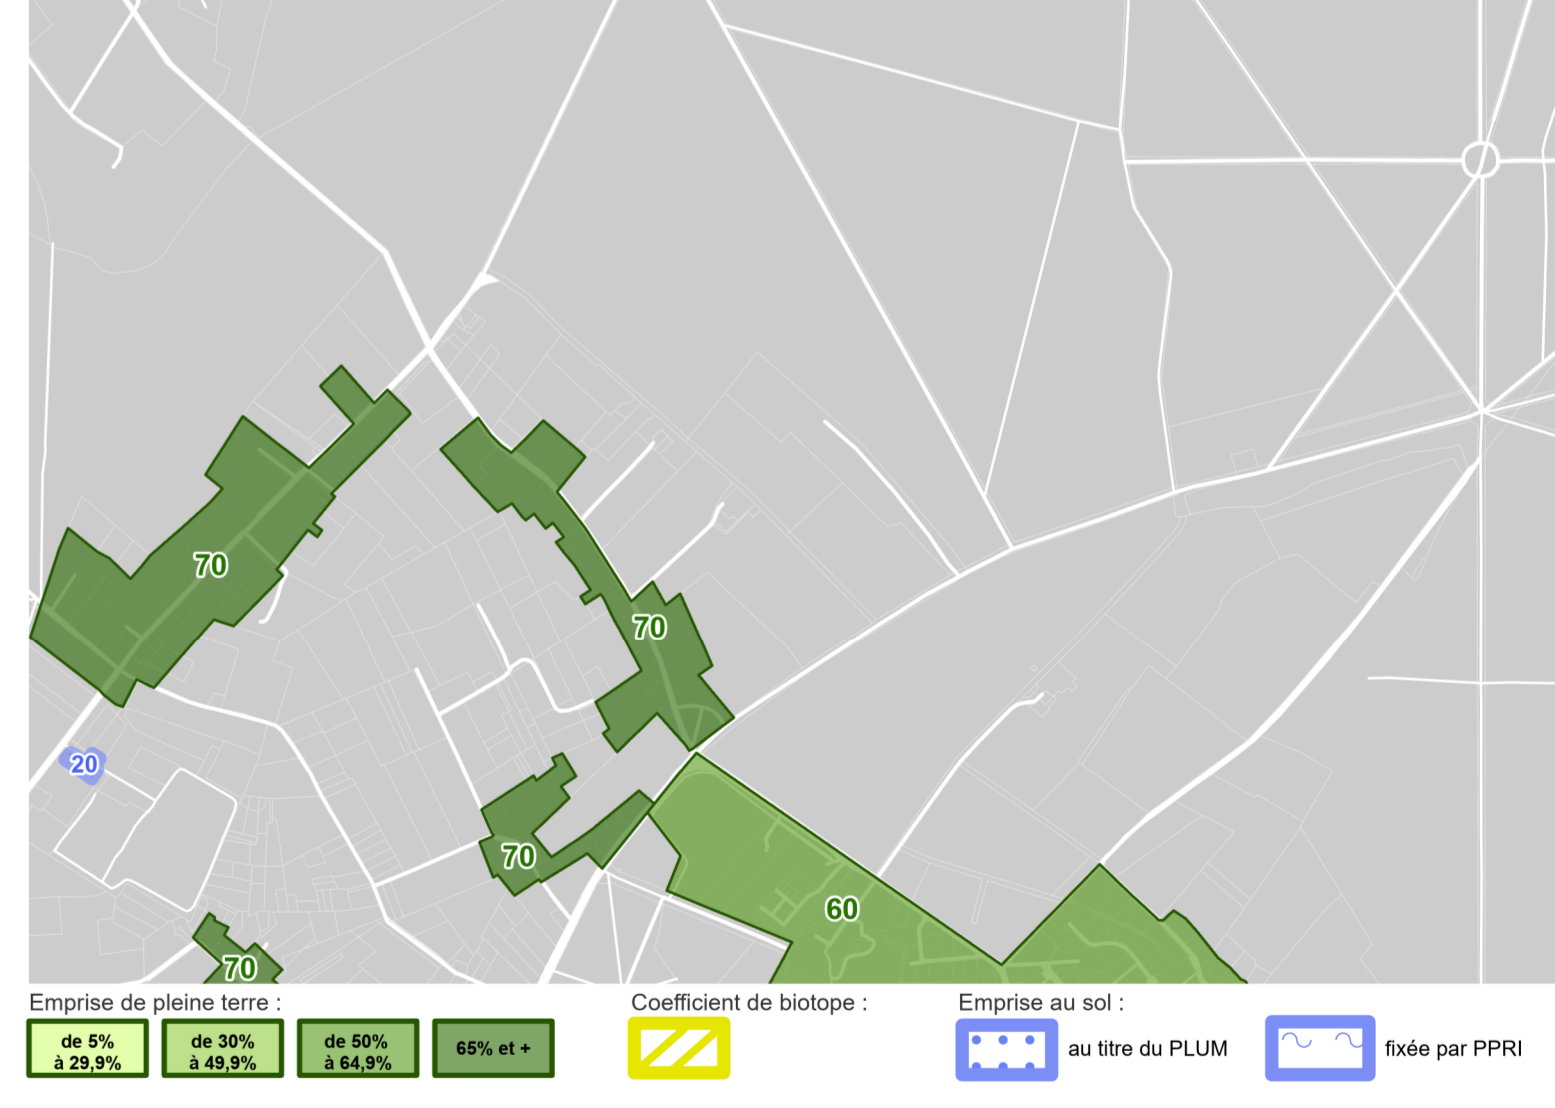 70
70
20
70
60
70
Emprise de pleine terre :
Coefficient de biotope :
Emprise au sol :
de 5%
à 29,9%
de 30%
à 49,9%
de 50%
à 64,9%
65% et +
au titre du PLUM
fixée par PPRI